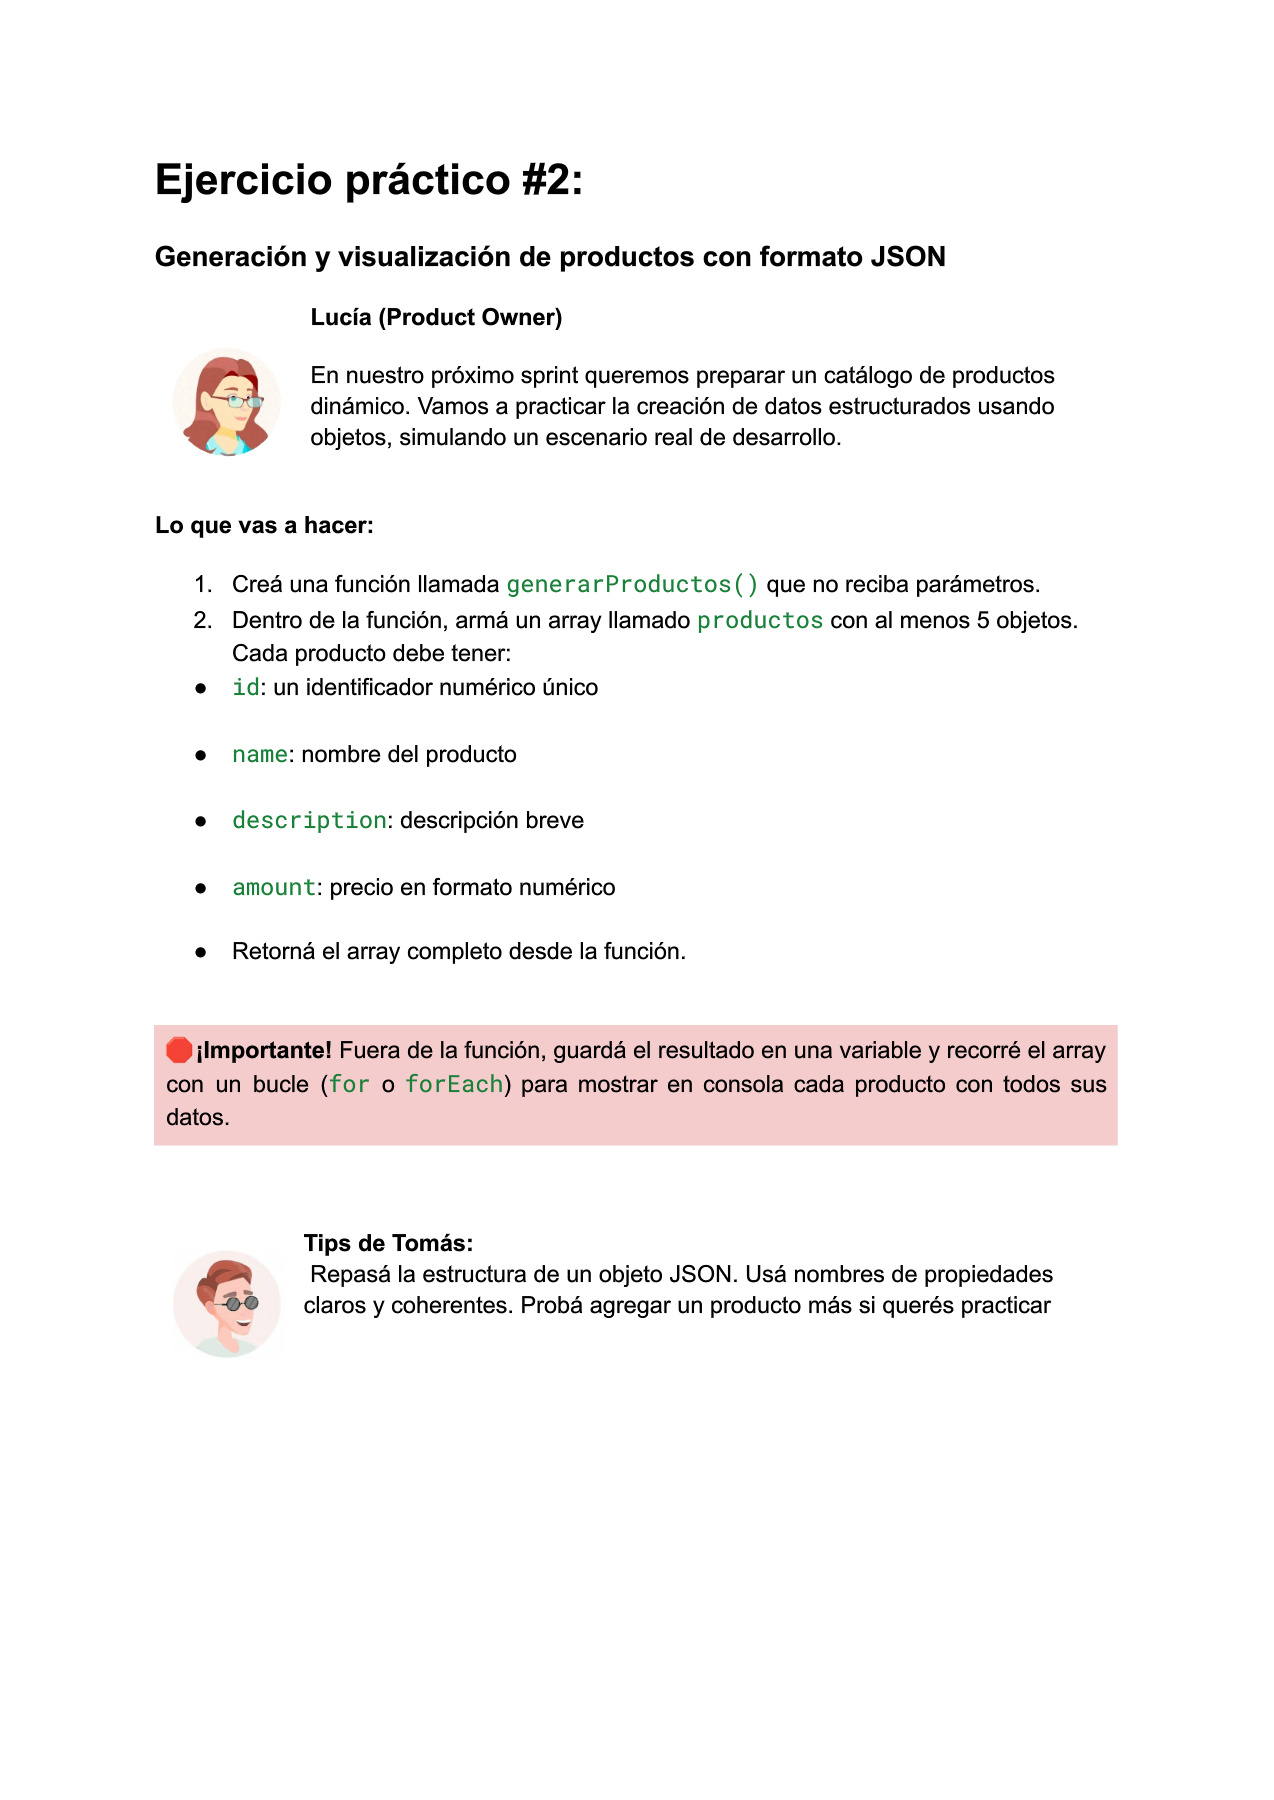 Ejercicio práctico #2:
Generación y visualización de productos con formato JSON
Lucía (Product Owner)
En nuestro próximo sprint queremos preparar un catálogo de productos
dinámico. Vamos a practicar la creación de datos estructurados usando
objetos, simulando un escenario real de desarrollo.
Lo que vas a hacer:
1. Creá una función llamada generarProductos() que no reciba parámetros.
2. Dentro de la función, armá un array llamado productos con al menos 5 objetos.
Cada producto debe tener:
● id: un identificador numérico único
● name: nombre del producto
● description: descripción breve
● amount: precio en formato numérico
● Retorná el array completo desde la función.
🛑¡Importante! Fuera de la función, guardá el resultado en una variable y recorré el array
con un bucle (for o forEach) para mostrar en consola cada producto con todos sus
datos.
Tips de Tomás:
Repasá la estructura de un objeto JSON. Usá nombres de propiedades
claros y coherentes. Probá agregar un producto más si querés practicar